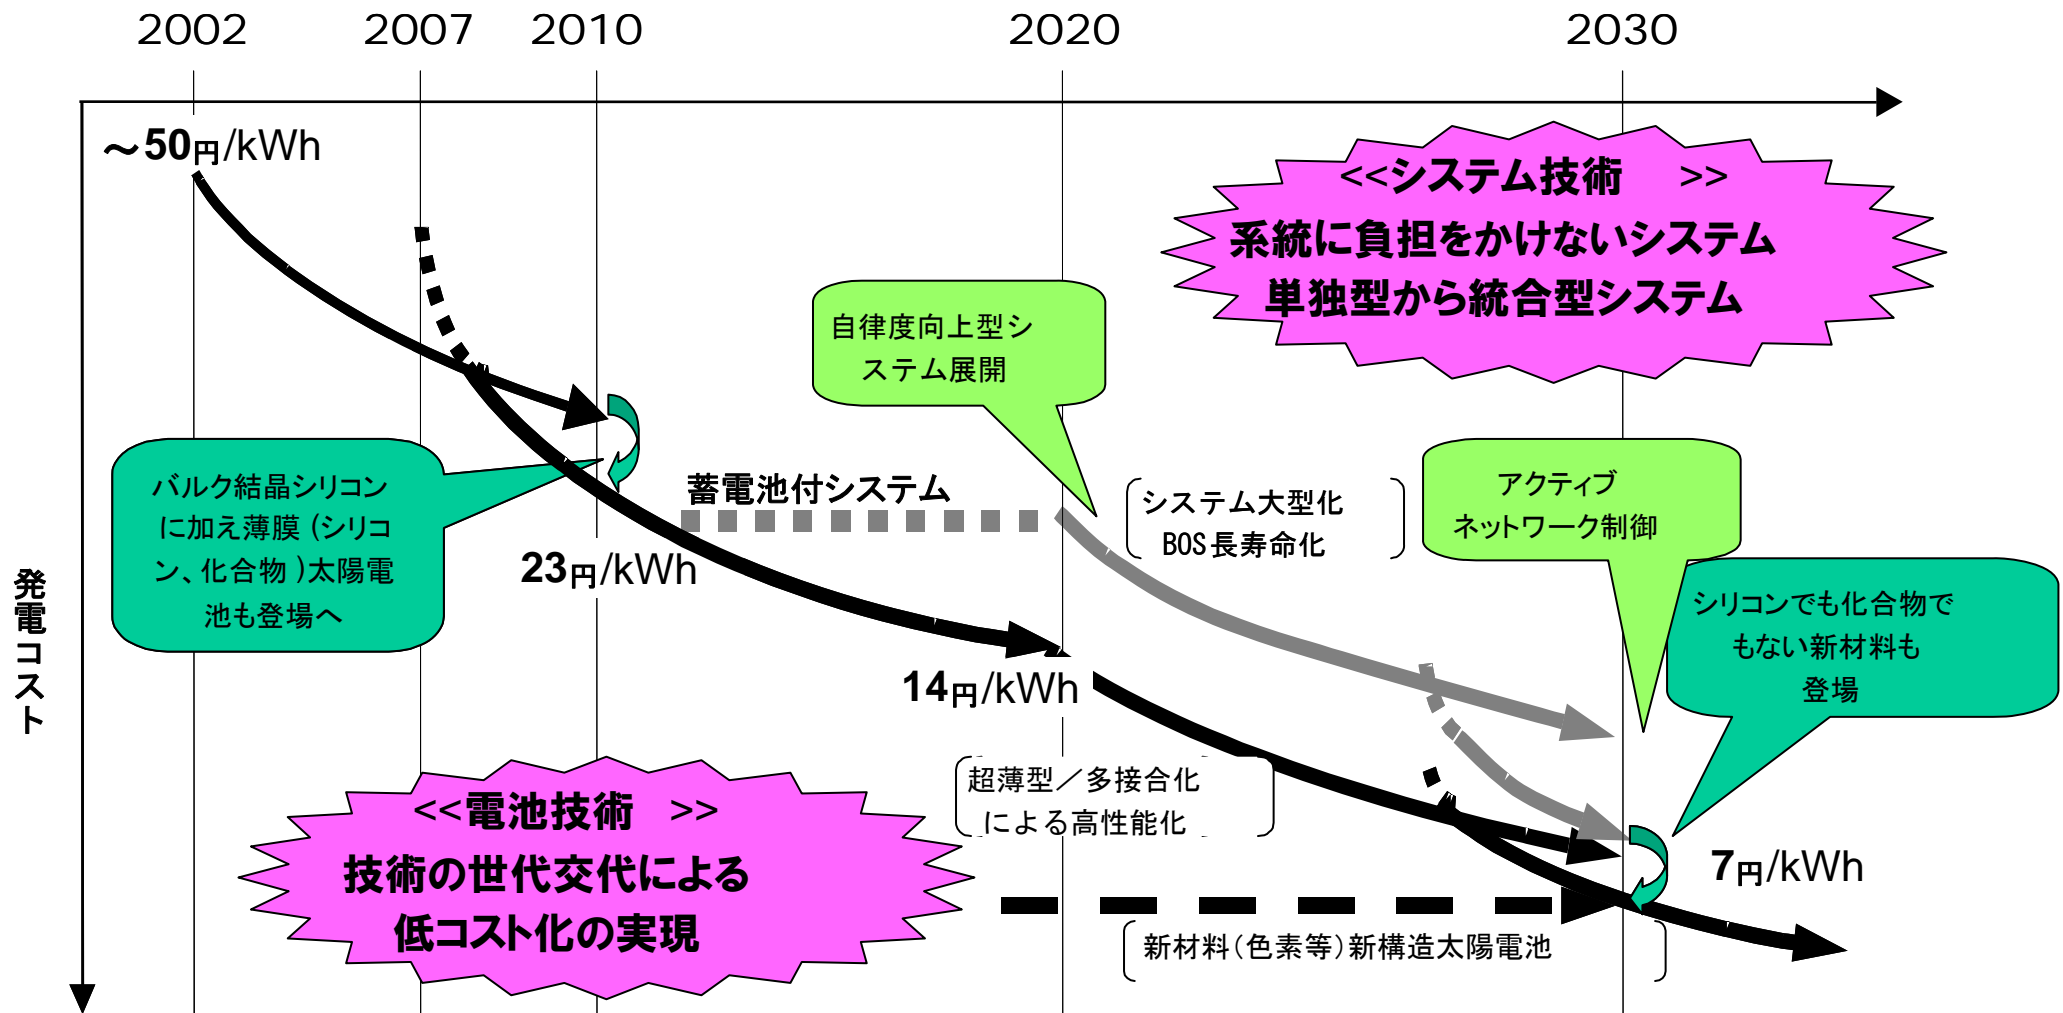 2002 2007 2010 2020 2030
～50円/kWh
<<システム技術 >>
系統に負担をかけないシステム
単独型から統合型システム
自律度向上型シ
ステム展開
バルク結晶シリコン
に加え薄膜(シリコ
ン、化合物)太陽電
池も登場へ
蓄電池付システム
システム大型化
BOS長寿命化
アクティブ
ネットワーク制御
23円/kWh
シリコンでも化合物で
もない新材料も
登場
発電コスト
14円/kWh
超薄型／多接合化
による高性能化
<<電池技術 >>
技術の世代交代による
低コスト化の実現
7円/kWh
新材料(色素等)新構造太陽電池